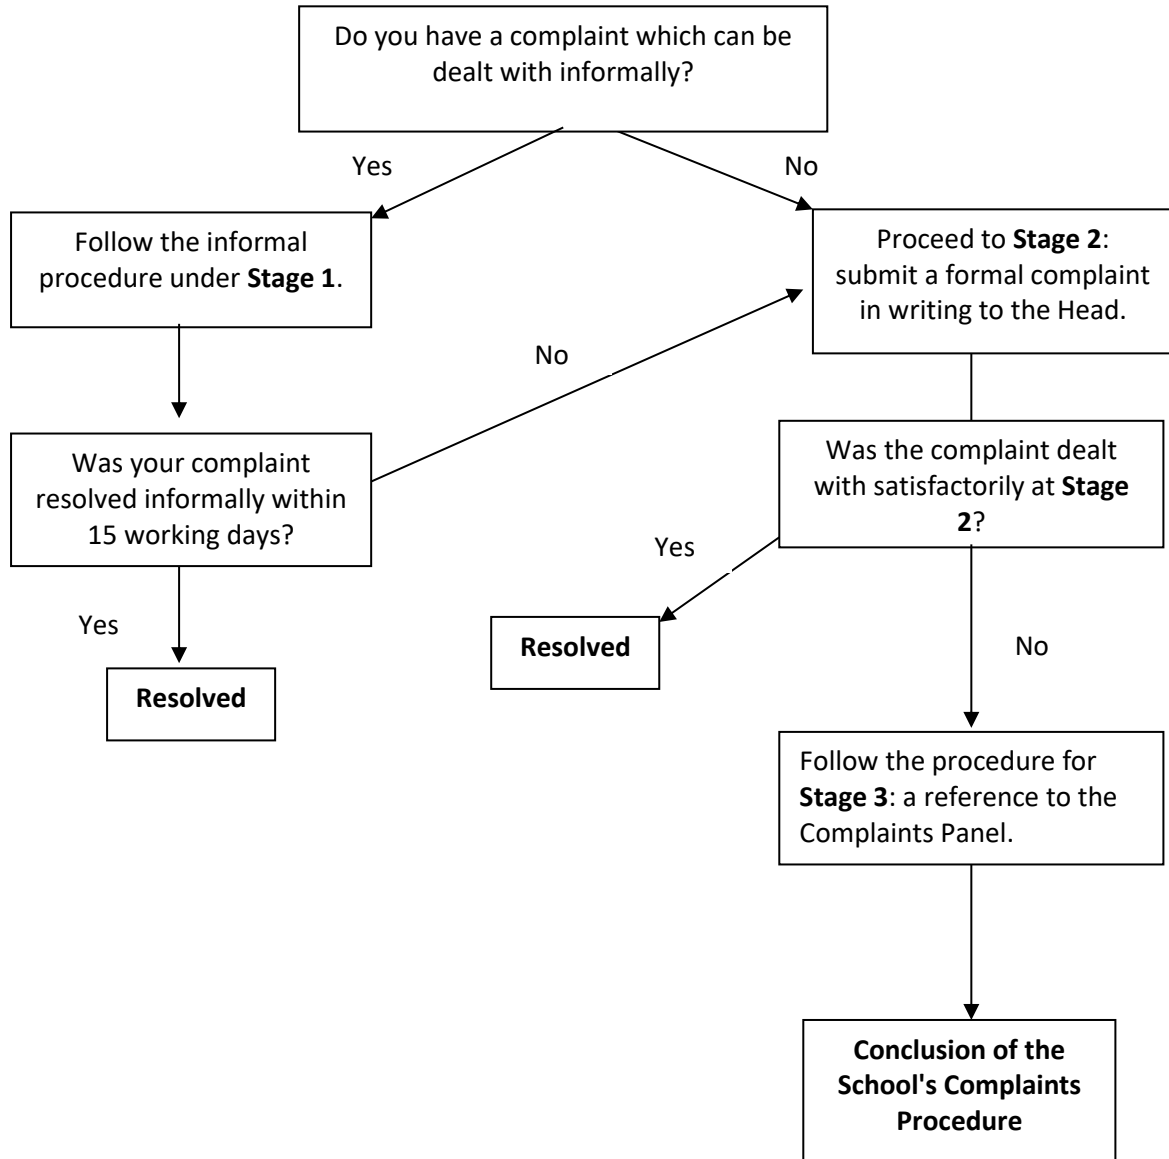 Do you have a complaint which can be
dealt with informally?
Yes
No
Follow the informal
procedure under Stage 1.
Proceed to Stage 2:
submit a formal complaint
in writing to the Head.
No
Was your complaint
resolved informally within
15 working days?
Was the complaint dealt
with satisfactorily at Stage
2?
Yes
Yes
Resolved
Resolved
No
Follow the procedure for
Stage 3: a reference to the
Complaints Panel.
Conclusion of the
School's Complaints
Procedure